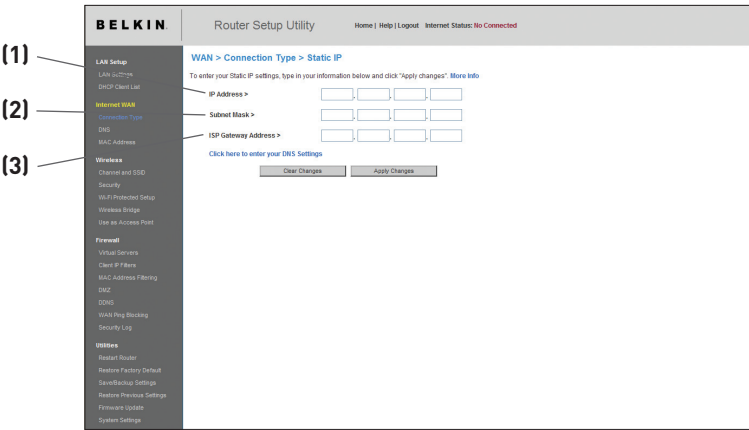 BELKIN.
Router Setup Utility
Home | Help | Logout Internet Status: No Connected
(1)
(2)
(3)
LAN Setup
LAN Settings
DHCP Client List
Internet WAN
Connection Type
DNS
MAC Address
Wireless
Channel and SSID
Security
Wi-Fi Protected Setup
Wireless Bridge
Use as Access Point
Firewall
Virtual Servers
Client IP Filters
MAC Address Filtering
DMZ
DDNS
WAN Ping Blocking
Security Log
Utilities
Restart Router
Restore Factory Default
Save/Backup Settings
Restore Previous Settings
Firmware Update
System Settings
WAN > Connection Type > Static IP
To enter your Static IP settings, type in your information below and click "Apply changes". More Info
IP Address >
Subnet Mask >
ISP Gateway Address >
Click here to enter your DNS Settings
Clear Changes
Apply Changes